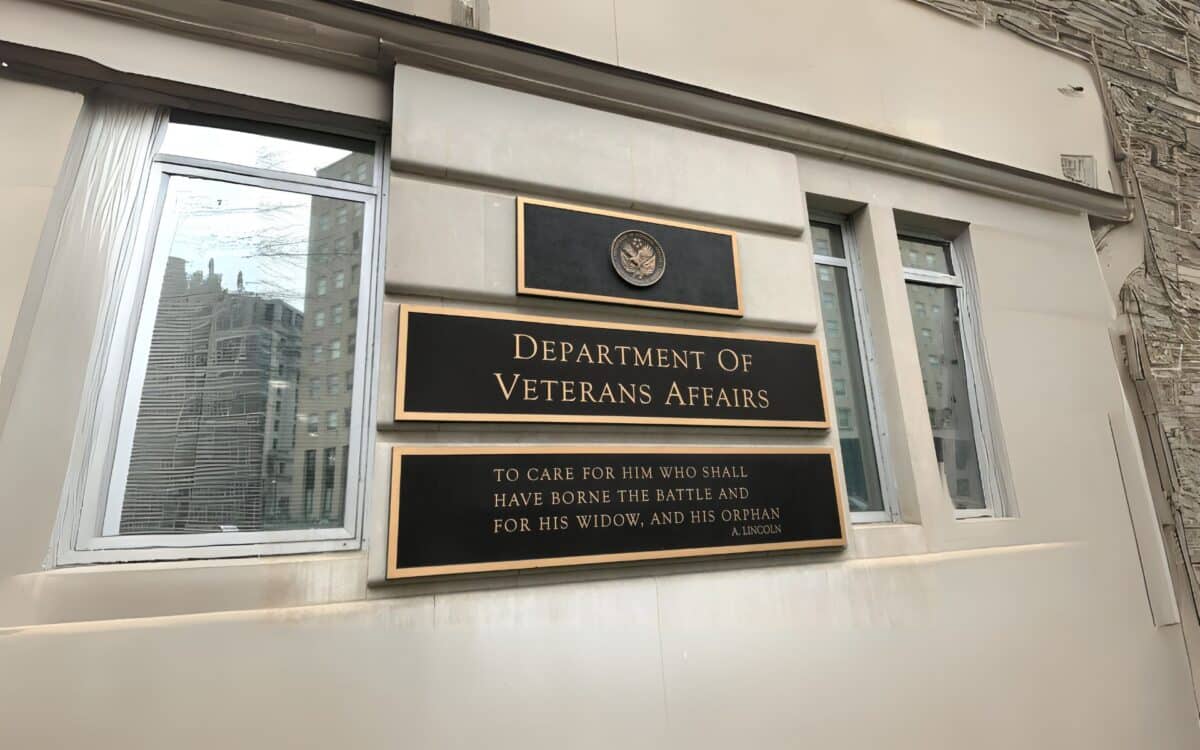 DEPARTMENT OF
VETERANS AFFAIRS
TO CARE FOR HIM WHO SHALL
HAVE BORNE THE BATTLE AND
FOR HIS WIDOW, AND HIS ORPHAN
A. LINCOLN